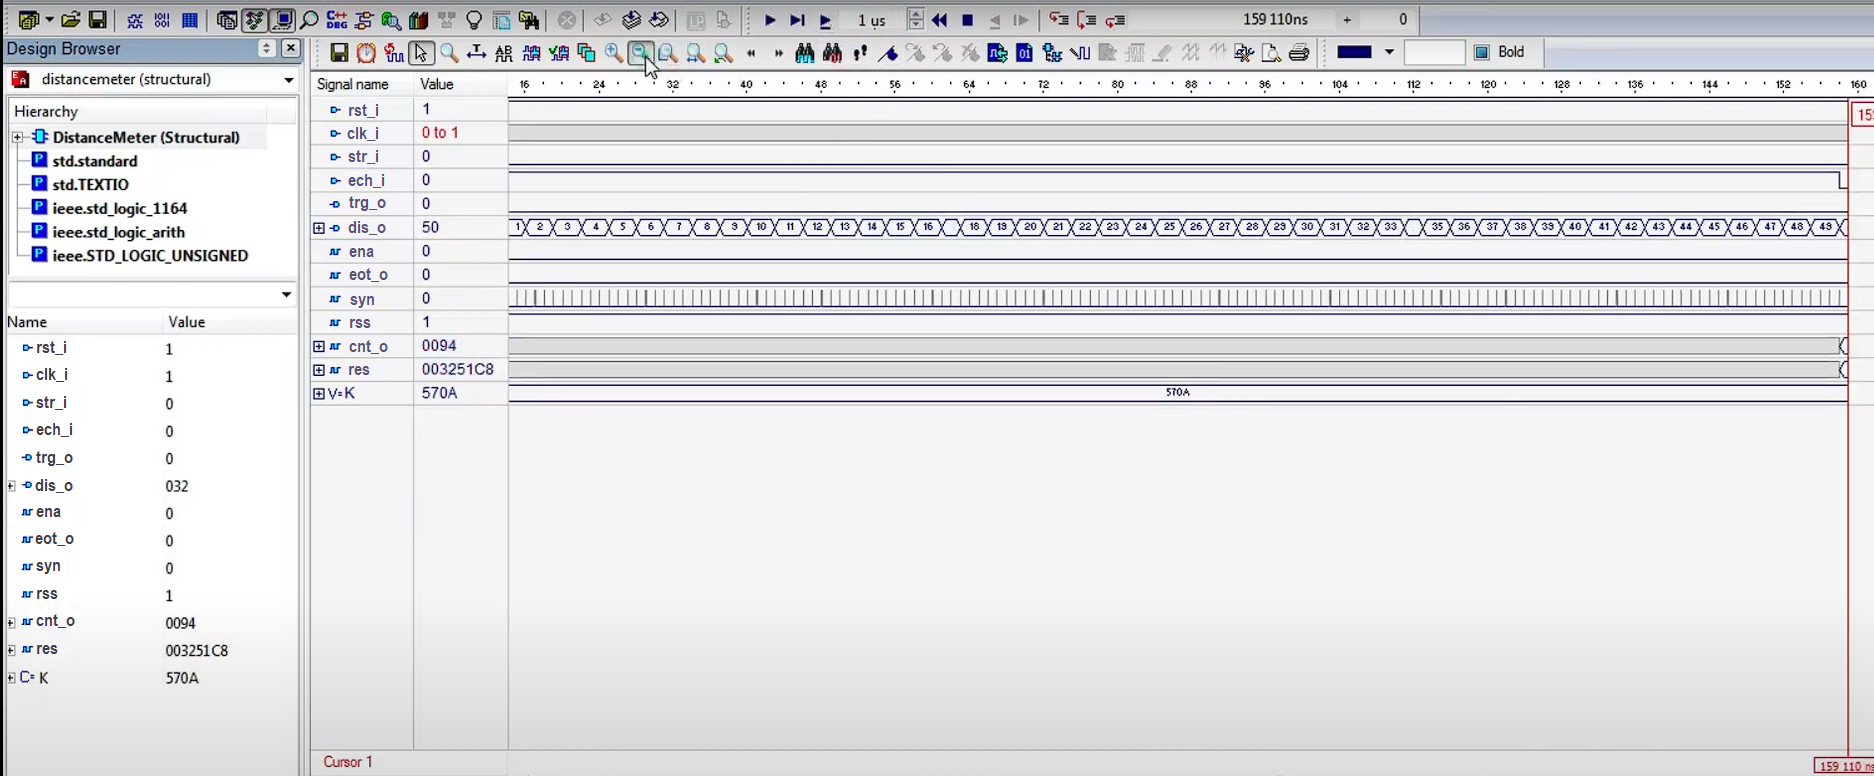 C++
DBG
1 us
159 110ns
+
0
Design Browser
distancemeter (structural)
Hierarchy
DistanceMeter (Structural)
std.standard
std.TEXTIO
ieee.std_logic_1164
ieee.std_logic_arith
ieee.STD_LOGIC_UNSIGNED
Name Value
rst_i 1
clk_i 1
str_i 0
ech_i 0
trg_o 0
dis_o 032
ena 0
eot_o 0
syn 0
rss 1
cnt_o 0094
res 003251C8
C= K 570A
Bold
Signal name Value 16 24 32 40 48 56 64 72 80 88 96 104 112 120 128 136 144 152 160
rst_i 1 159
clk_i 0 to 1
str_i 0
ech_i 0
trg_o 0
dis_o 50 1 2 3 4 5 6 7 8 9 10 11 12 13 14 15 16 18 19 20 21 22 23 24 25 26 27 28 29 30 31 32 33 35 36 37 38 39 40 41 42 43 44 45 46 47 48 49
ena 0
eot_o 0
syn 0
rss 1
cnt_o 0094
res 003251C8
V= K 570A 570A
Cursor 1
159 110 ns